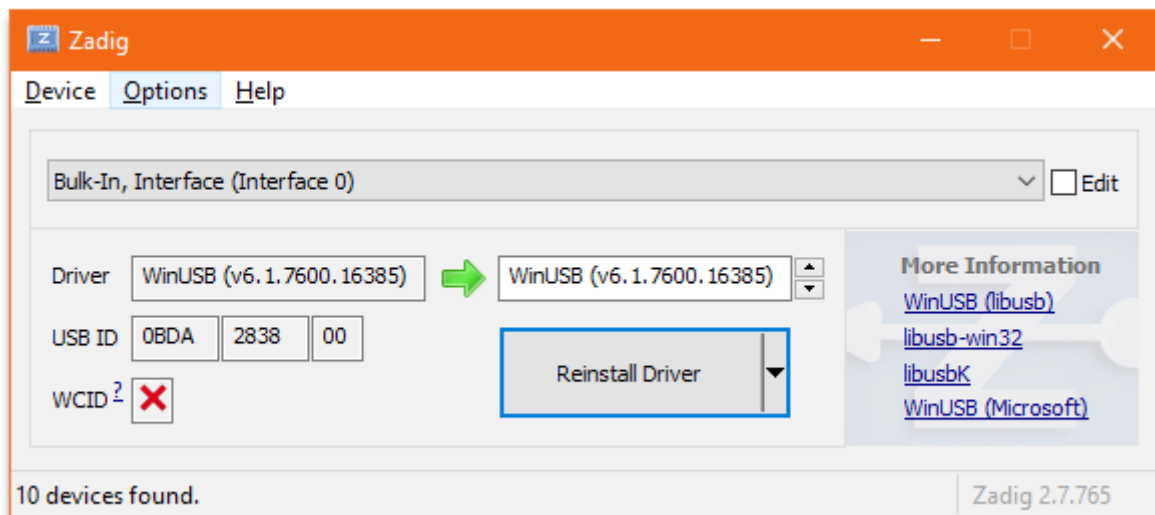 Zadig
Device Options Help
Bulk-In, Interface (Interface 0)
Edit
Driver WinUSB (v6.1.7600.16385) WinUSB (v6.1.7600.16385)
USB ID 0BDA 2838 00
WCID ?
Reinstall Driver
More Information
WinUSB (libusb)
libusb-win32
libusbK
WinUSB (Microsoft)
10 devices found.
Zadig 2.7.765